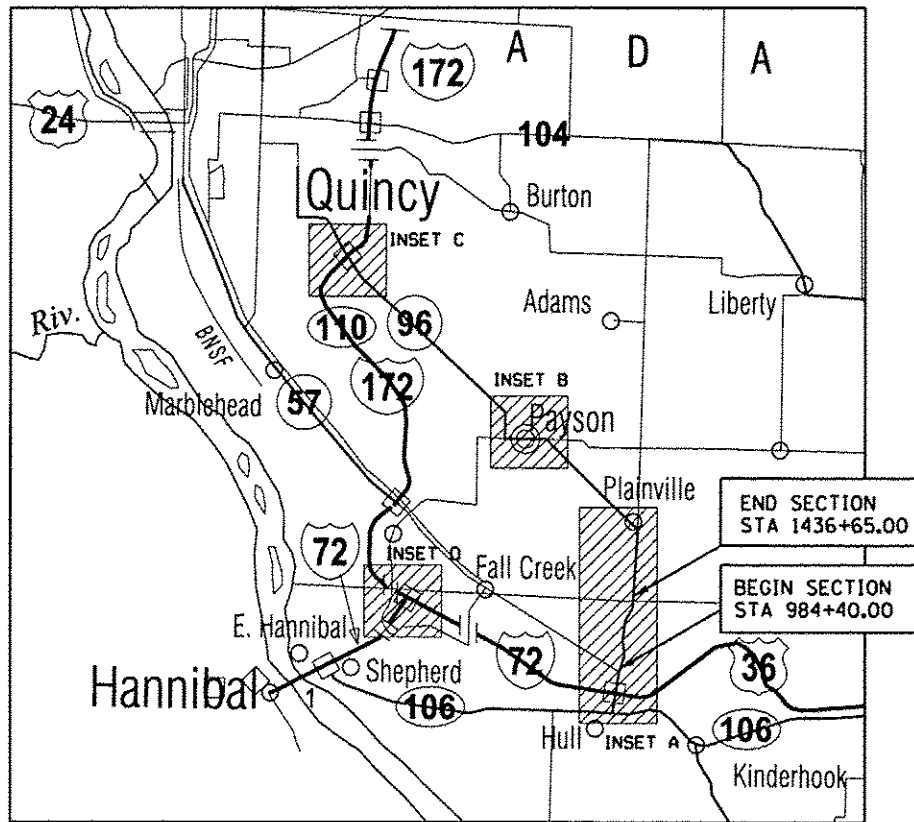 A D A
172
24
104
Quincy
Burton
INSET C
Adams
Liberty
Riv.
BNSF
110
96
172
INSET B
Marblehead
57
Payson
Plainville
END SECTION
STA 1436+65.00
72
INSET D
Fall Creek
BEGIN SECTION
STA 984+40.00
E. Hannibal
Shepherd
72
36
Hannibal
1
106
Hull
INSET A
106
Kinderhook